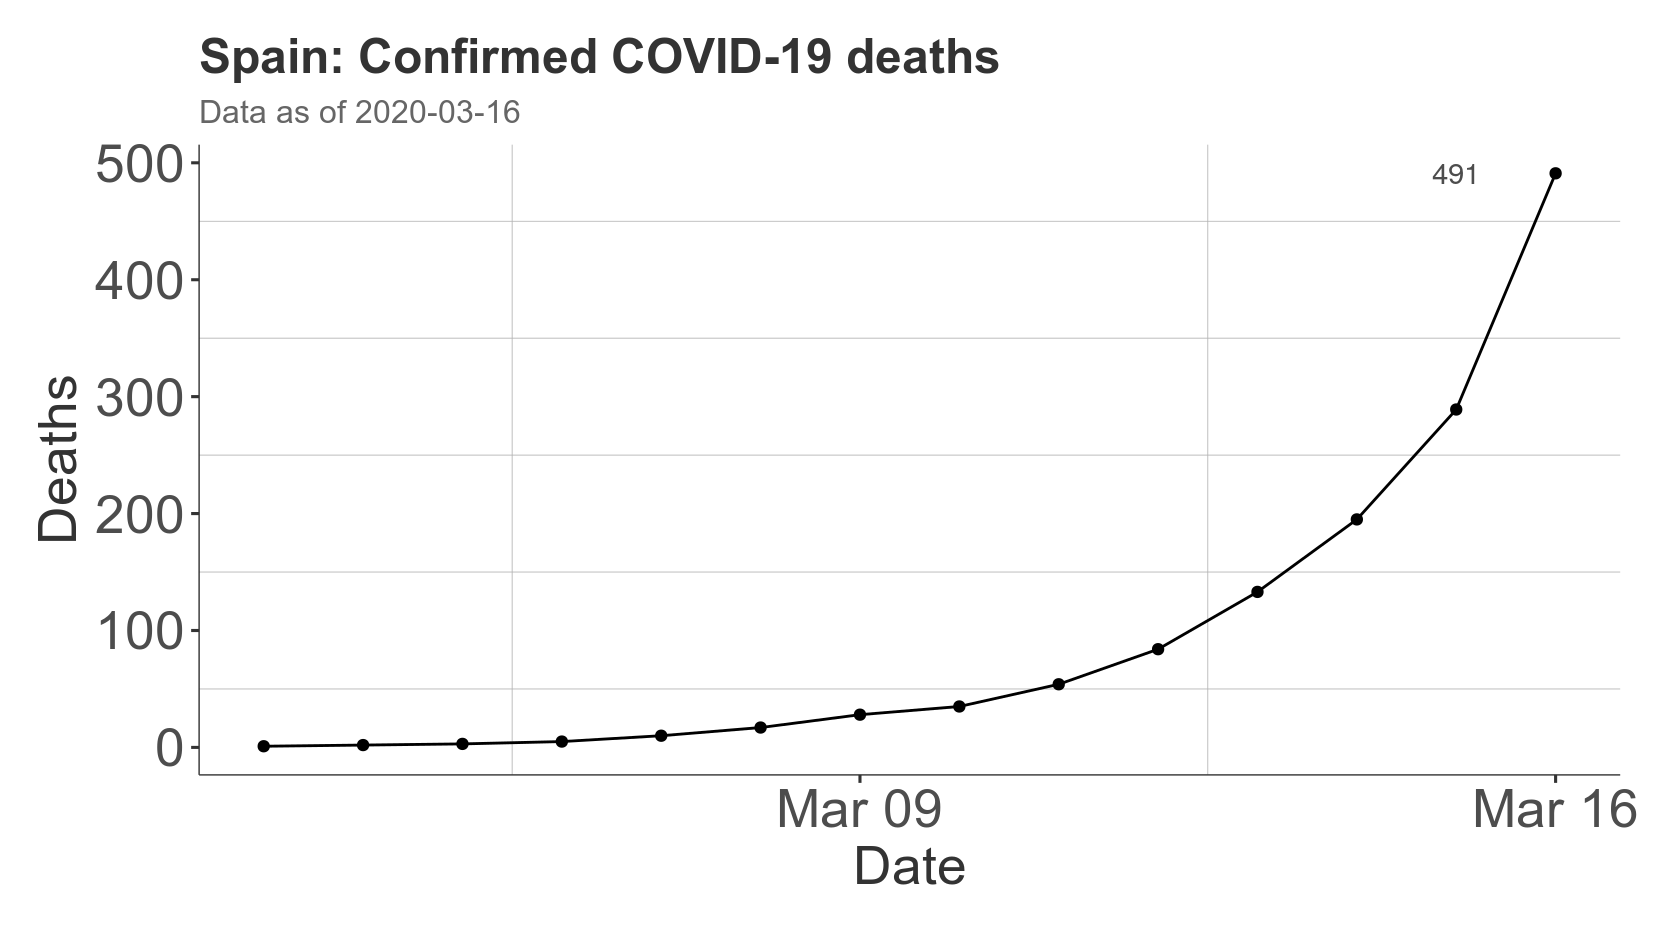 Spain: Confirmed COVID-19 deaths
Data as of 2020-03-16
500
400
300
200
100
0
Deaths
491
Mar 09
Mar 16
Date